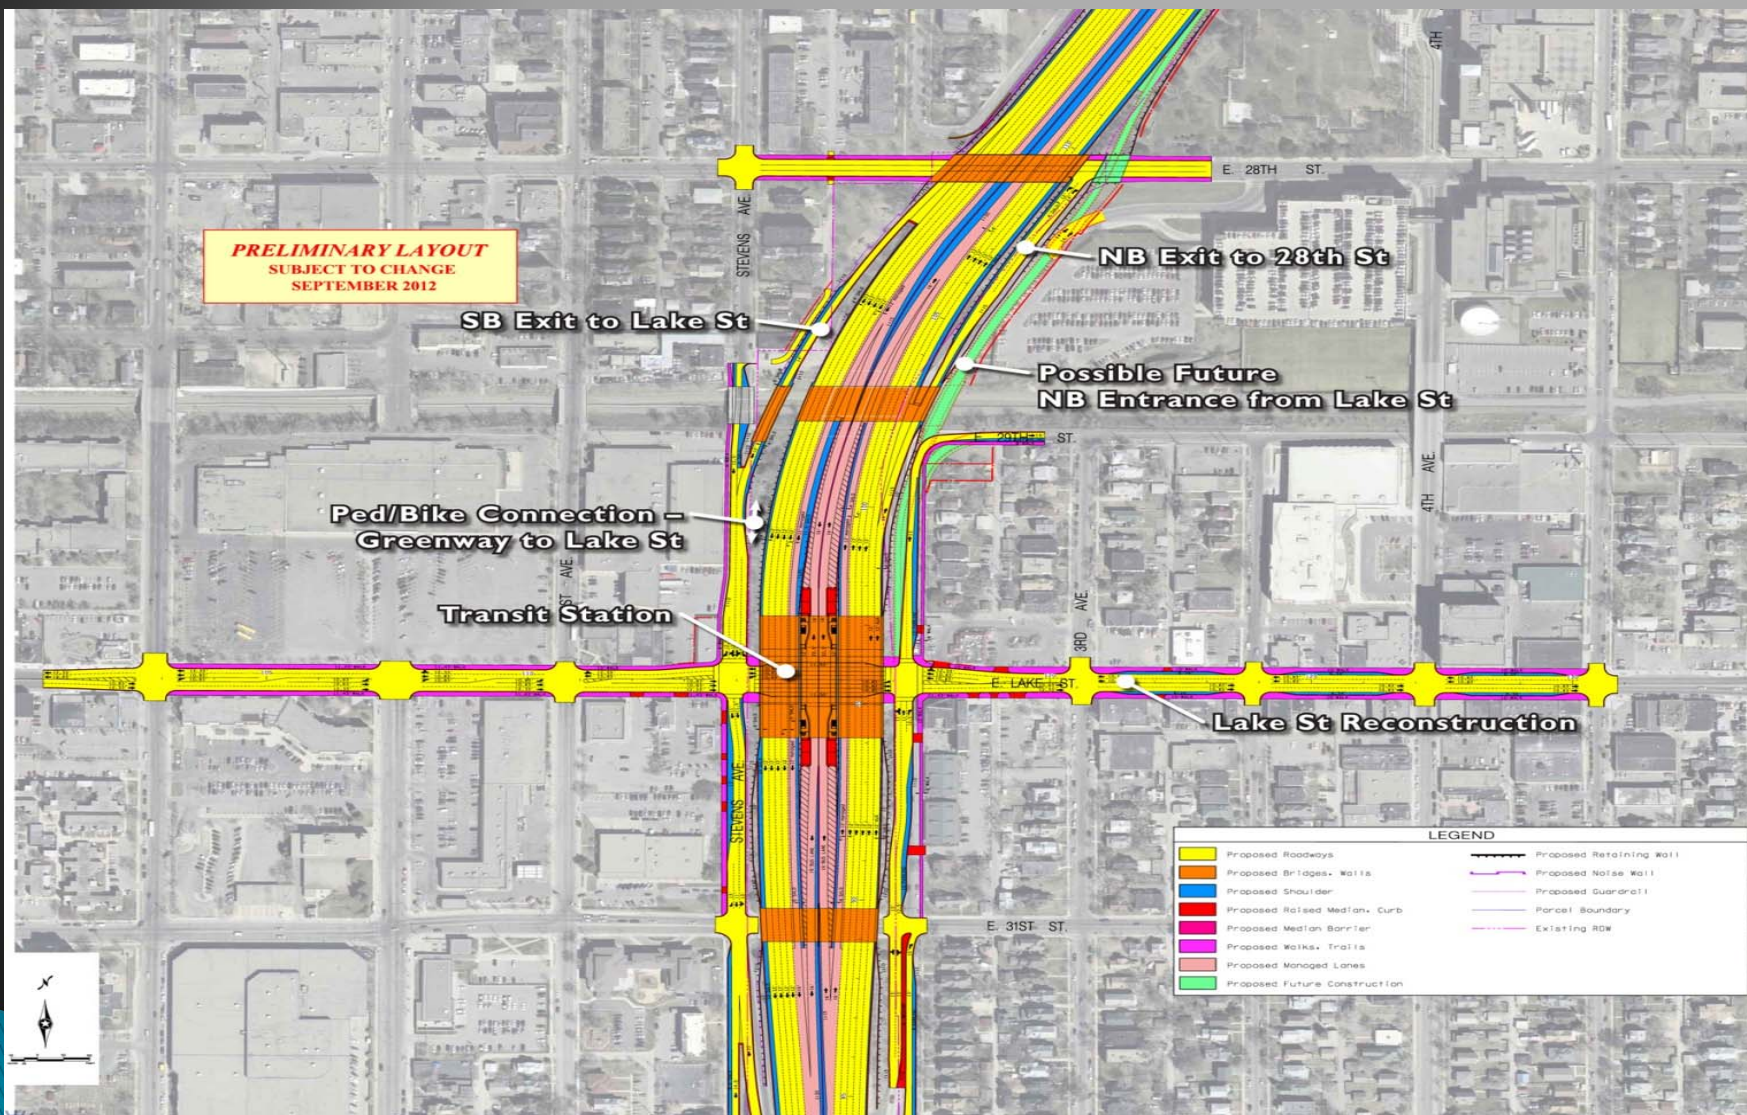 4TH
E. 28TH ST.
STEVENS AVE
PRELIMINARY LAYOUT
SUBJECT TO CHANGE
SEPTEMBER 2012
NB Exit to 28th St
SB Exit to Lake St
Possible Future
NB Entrance from Lake St
E. 29TH ST.
4TH AVE.
Ped/Bike Connection –
Greenway to Lake St
ST AVE.
Transit Station
3RD AVE.
E. LAKE ST.
Lake St Reconstruction
STEVENS AVE
E. 31ST ST.
LEGEND
Proposed Roadways
Proposed Bridges, Walls
Proposed Shoulder
Proposed Raised Median, Curb
Proposed Median Barrier
Proposed Walks, Trails
Proposed Managed Lanes
Proposed Future Construction
Proposed Retaining Wall
Proposed Noise Wall
Proposed Guardrail
Parcel Boundary
Existing ROW
N